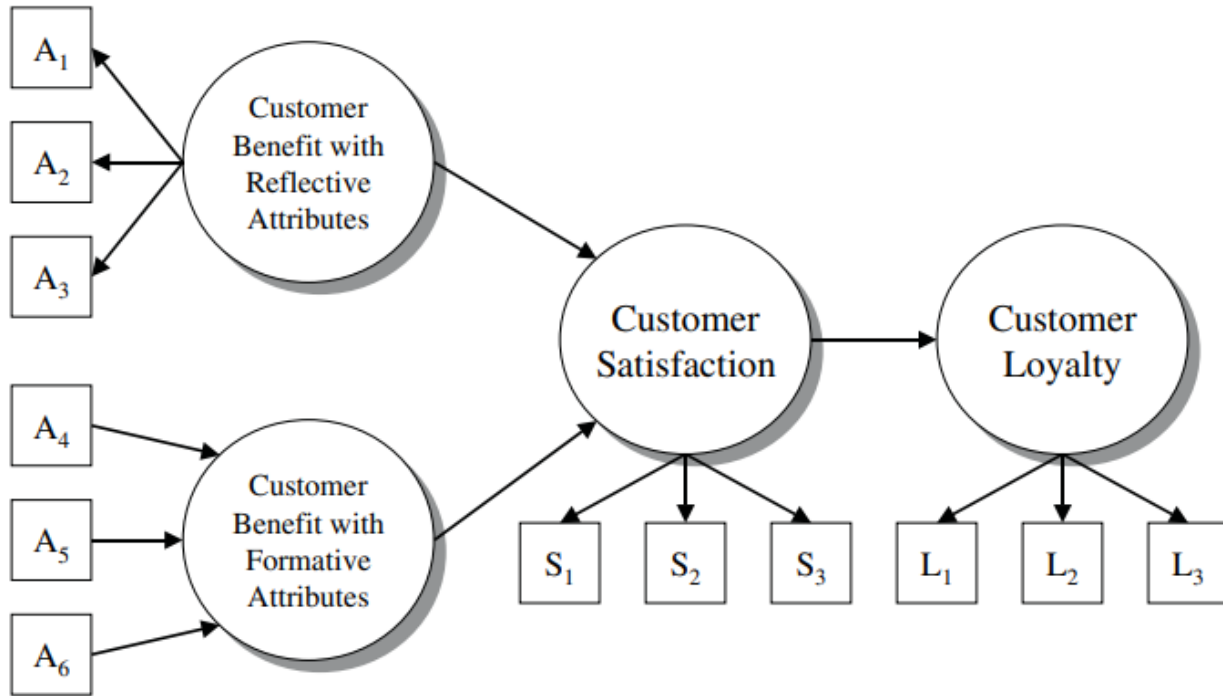 A1
A2
A3
Customer
Benefit with
Reflective
Attributes
A4
A5
A6
Customer
Benefit with
Formative
Attributes
Customer
Satisfaction
S1
S2
S3
Customer
Loyalty
L1
L2
L3